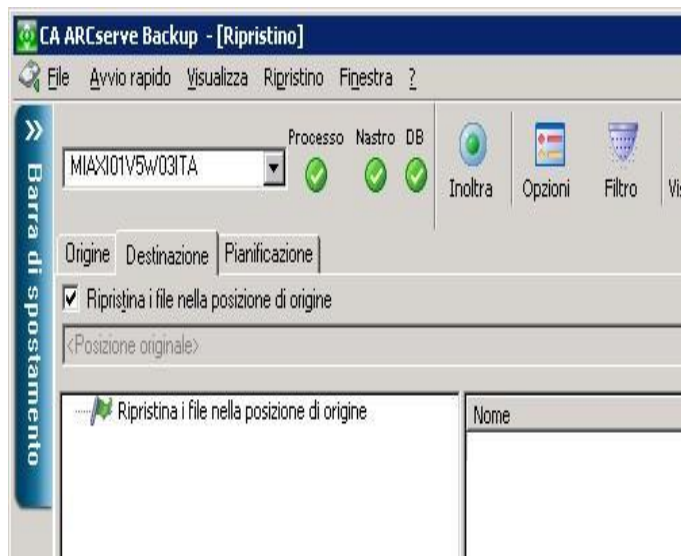 CA ARCserve Backup - [Ripristino]
File Avvio rapido Visualizza Ripristino Finestra ?
Barra di spostamento
MIAXI01V5W03ITA
Processo Nastro DB
Inoltra Opzioni Filtro
Origine Destinazione Pianificazione
Ripristina i file nella posizione di origine
<Posizione originale>
Ripristina i file nella posizione di origine
Nome